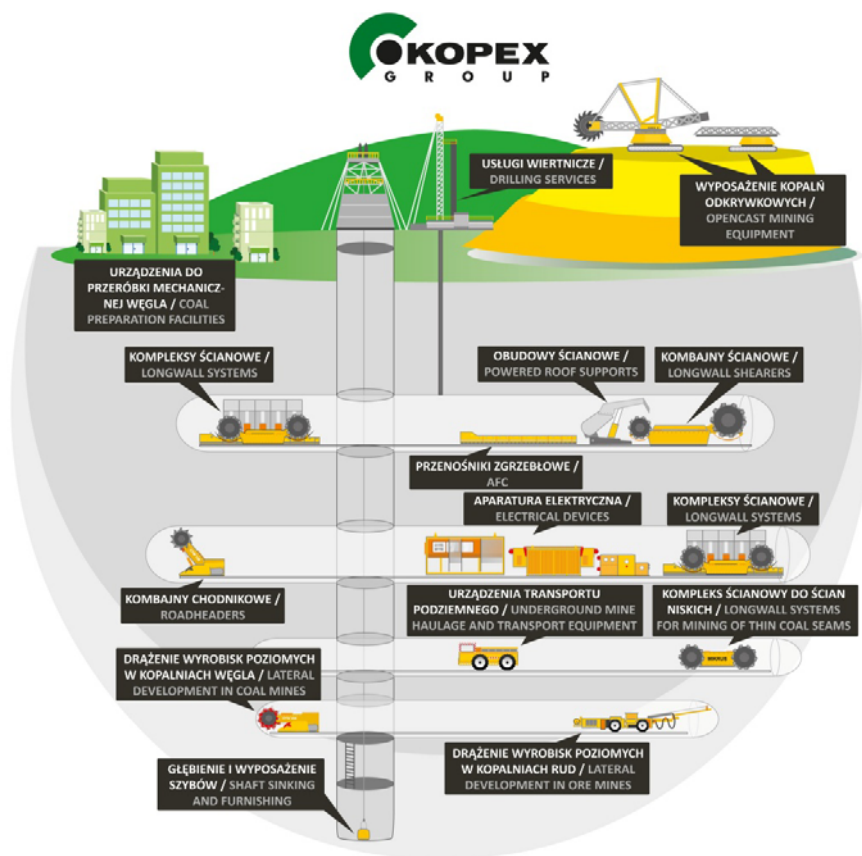 KOPEX
GROUP
USŁUGI WIERTNICZE /
DRILLING SERVICES
WYPOSAŻENIE KOPALŃ
ODKRYWKOWYCH /
OPENCAST MINING
EQUIPMENT
URZĄDZENIA DO
PRZERÓBKI MECHANICZ-
NEJ WĘGLA / COAL
PREPARATION FACILITIES
KOMPLEKSY ŚCIANOWE /
LONGWALL SYSTEMS
OBUDOWY ŚCIANOWE /
POWERED ROOF SUPPORTS
KOMBAJNY ŚCIANOWE /
LONGWALL SHEARERS
PRZENOŚNIKI ZGRZEBŁOWE /
AFC
APARATURA ELEKTRYCZNA /
ELECTRICAL DEVICES
KOMPLEKSY ŚCIANOWE /
LONGWALL SYSTEMS
KOMBAJNY CHODNIKOWE /
ROADHEADERS
URZĄDZENIA TRANSPORTU
PODZIEMNEGO / UNDERGROUND MINE
HAULAGE AND TRANSPORT EQUIPMENT
KOMPLEKS ŚCIANOWY DO ŚCIAN
NISKICH / LONGWALL SYSTEMS
FOR MINING OF THIN COAL SEAMS
DRĄŻENIE WYROBISK POZIOMYCH
W KOPALNIACH WĘGLA / LATERAL
DEVELOPMENT IN COAL MINES
DRĄŻENIE WYROBISK POZIOMYCH
W KOPALNIACH RUD / LATERAL
DEVELOPMENT IN ORE MINES
GŁĘBIENIE I WYPOSAŻENIE
SZYBÓW / SHAFT SINKING
AND FURNISHING